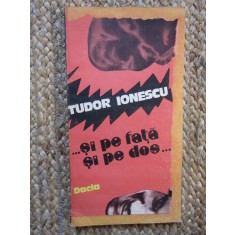 TUDOR IONESCU
...și pe față
și pe dos...
Dacia